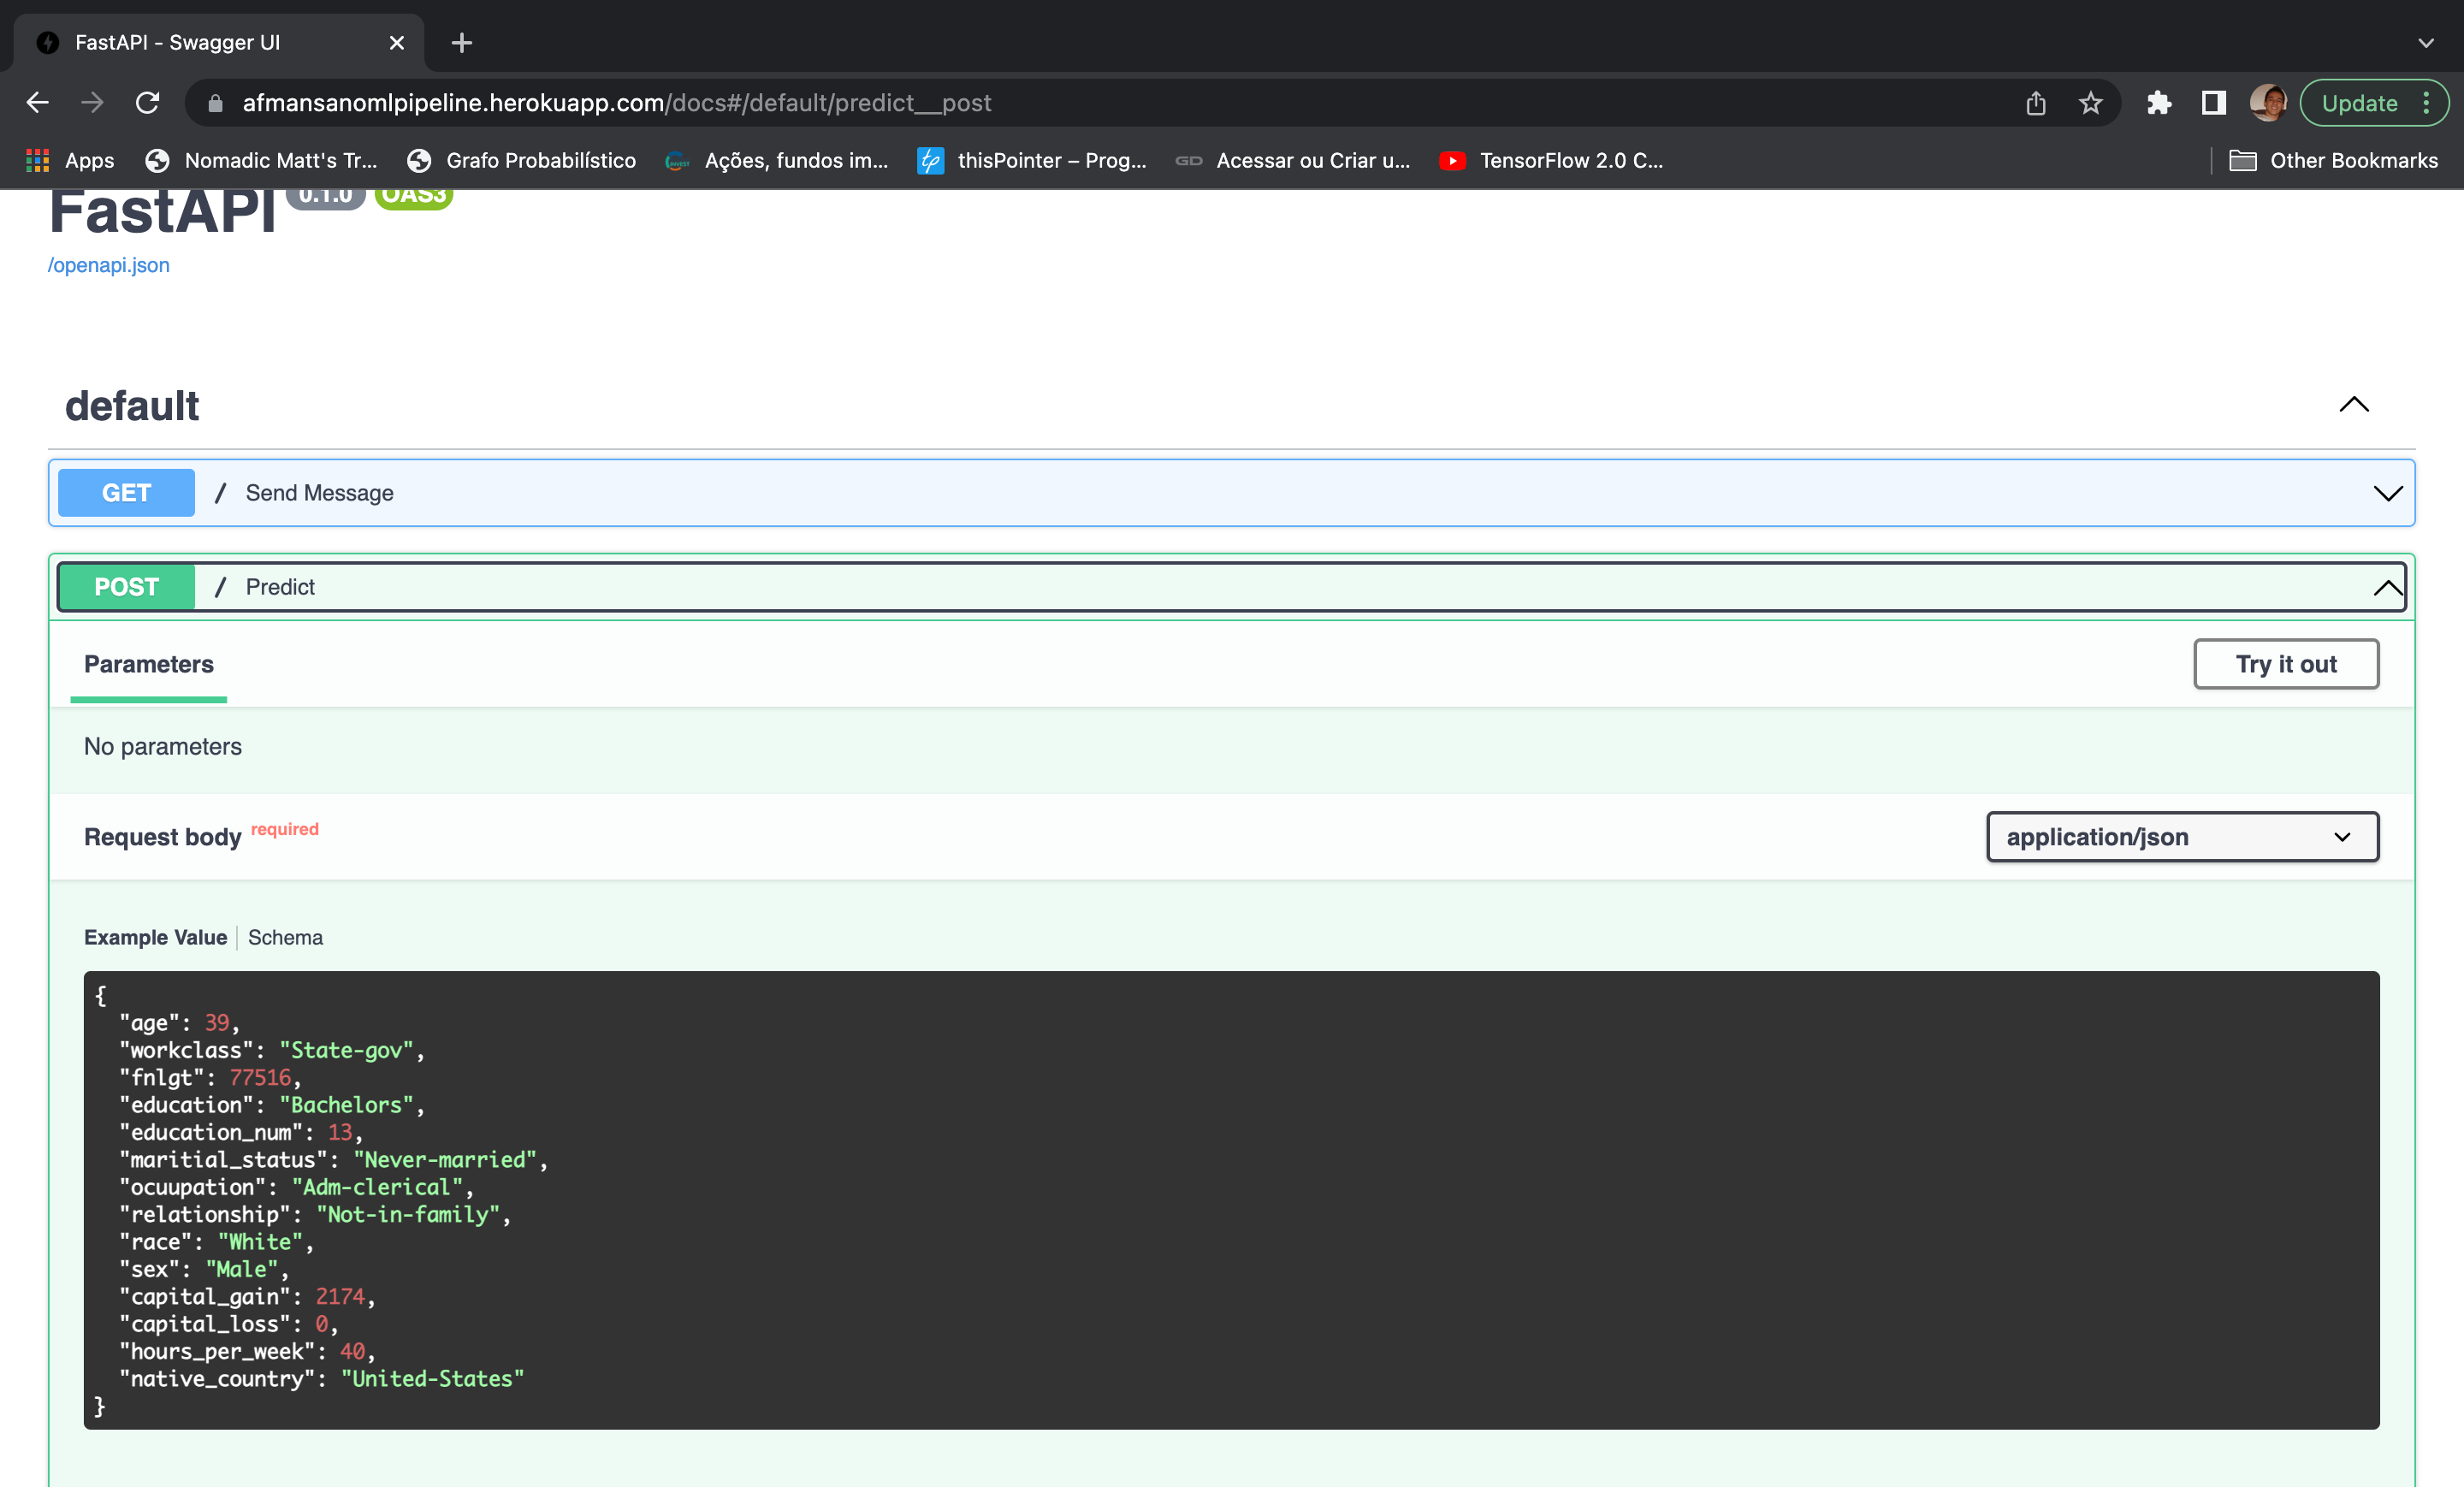 FastAPI - Swagger UI
afmansanomlpipeline.herokuapp.com/docs#/default/predict__post
Update
Apps
Nomadic Matt's Tr...
Grafo Probabilístico
Ações, fundos im...
thisPointer – Prog...
Acessar ou Criar u...
TensorFlow 2.0 C...
Other Bookmarks
FastAPI 0.1.0 OAS3
/openapi.json
default
GET / Send Message
POST / Predict
Parameters
Try it out
No parameters
Request body required
application/json
Example Value | Schema
{
"age": 39,
"workclass": "State-gov",
"fnlgt": 77516,
"education": "Bachelors",
"education_num": 13,
"maritial_status": "Never-married",
"ocuupation": "Adm-clerical",
"relationship": "Not-in-family",
"race": "White",
"sex": "Male",
"capital_gain": 2174,
"capital_loss": 0,
"hours_per_week": 40,
"native_country": "United-States"
}